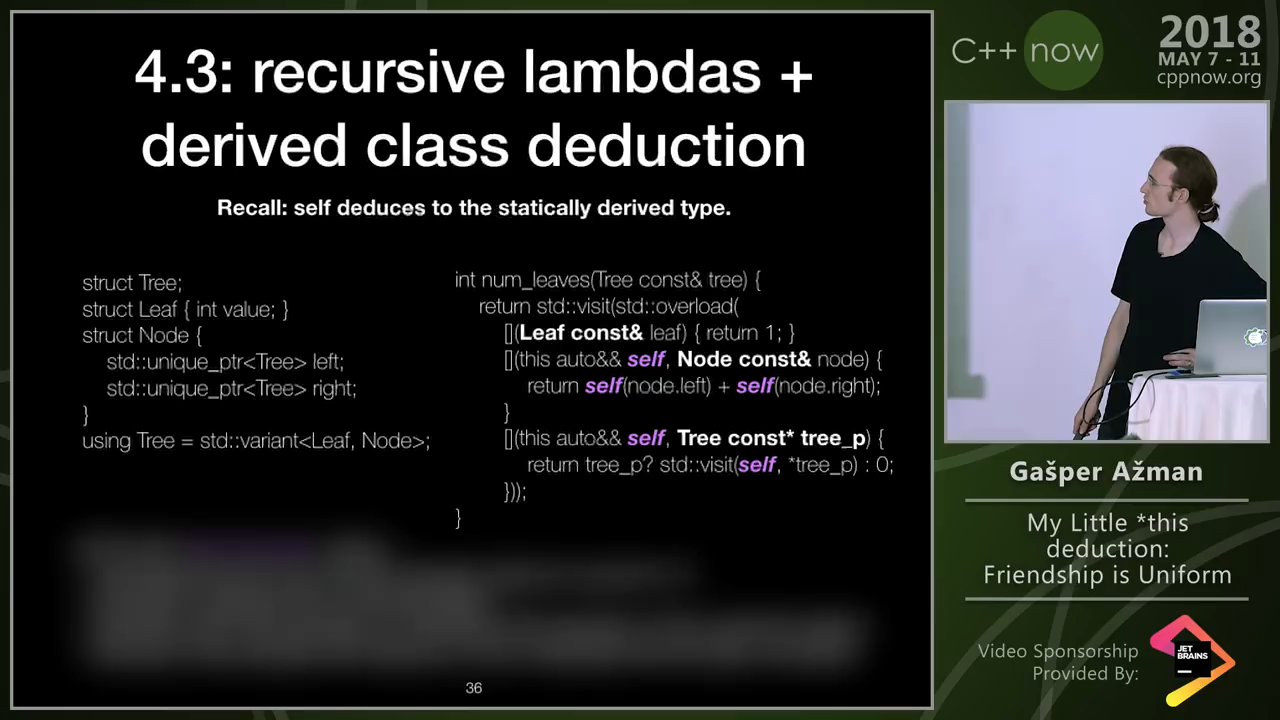 4.3: recursive lambdas +
derived class deduction
Recall: self deduces to the statically derived type.
struct Tree;
struct Leaf { int value; }
struct Node {
std::unique_ptr<Tree> left;
std::unique_ptr<Tree> right;
}
using Tree = std::variant<Leaf, Node>;
int num_leaves(Tree const& tree) {
return std::visit(std::overload(
[](Leaf const& leaf) { return 1; }
[](this auto&& self, Node const& node) {
return self(node.left) + self(node.right);
}
[](this auto&& self, Tree const* tree_p) {
return tree_p? std::visit(self, *tree_p) : 0;
}));
}
36
C++ now
2018
MAY 7 - 11
cppnow.org
Gašper Ažman
My Little *this
deduction:
Friendship is Uniform
Video Sponsorship
Provided By:
JET
BRAINS